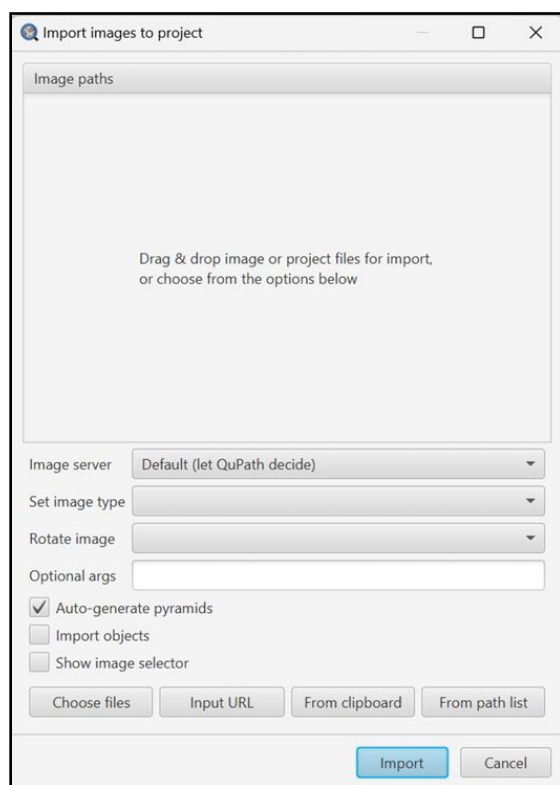 Import images to project
Image paths
Drag & drop image or project files for import,
or choose from the options below
Image server Default (let QuPath decide)
Set image type
Rotate image
Optional args
Auto-generate pyramids
Import objects
Show image selector
Choose files Input URL From clipboard From path list
Import Cancel